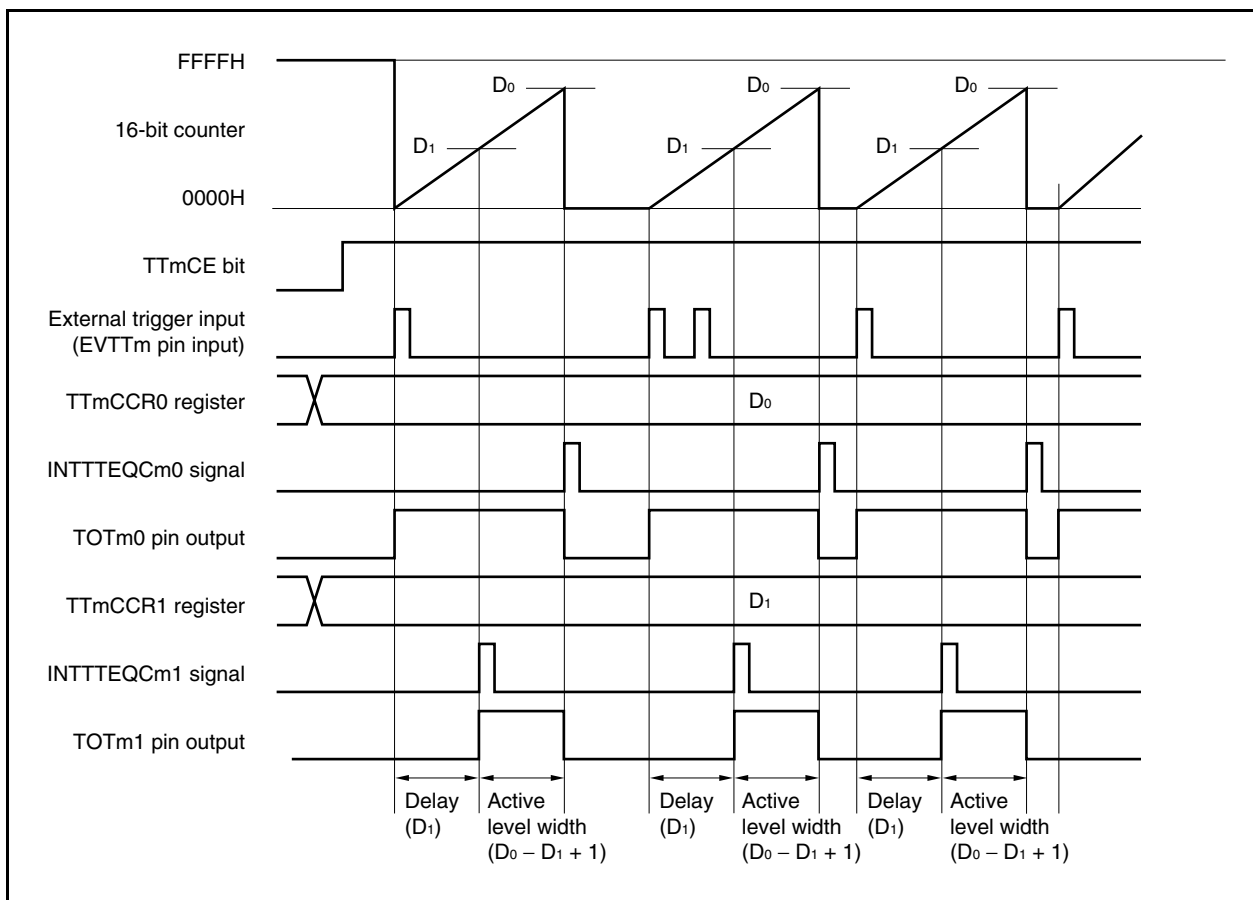 FFFFH
D0 D0 D0
16-bit counter
D1 D1 D1
0000H
TTmCE bit
External trigger input
(EVTTm pin input)
TTmCCR0 register
D0
INTTTEQCm0 signal
TOTm0 pin output
TTmCCR1 register
D1
INTTTEQCm1 signal
TOTm1 pin output
Delay
(D1)
Active
level width
(D0 – D1 + 1)
Delay
(D1)
Active
level width
(D0 – D1 + 1)
Delay
(D1)
Active
level width
(D0 – D1 + 1)